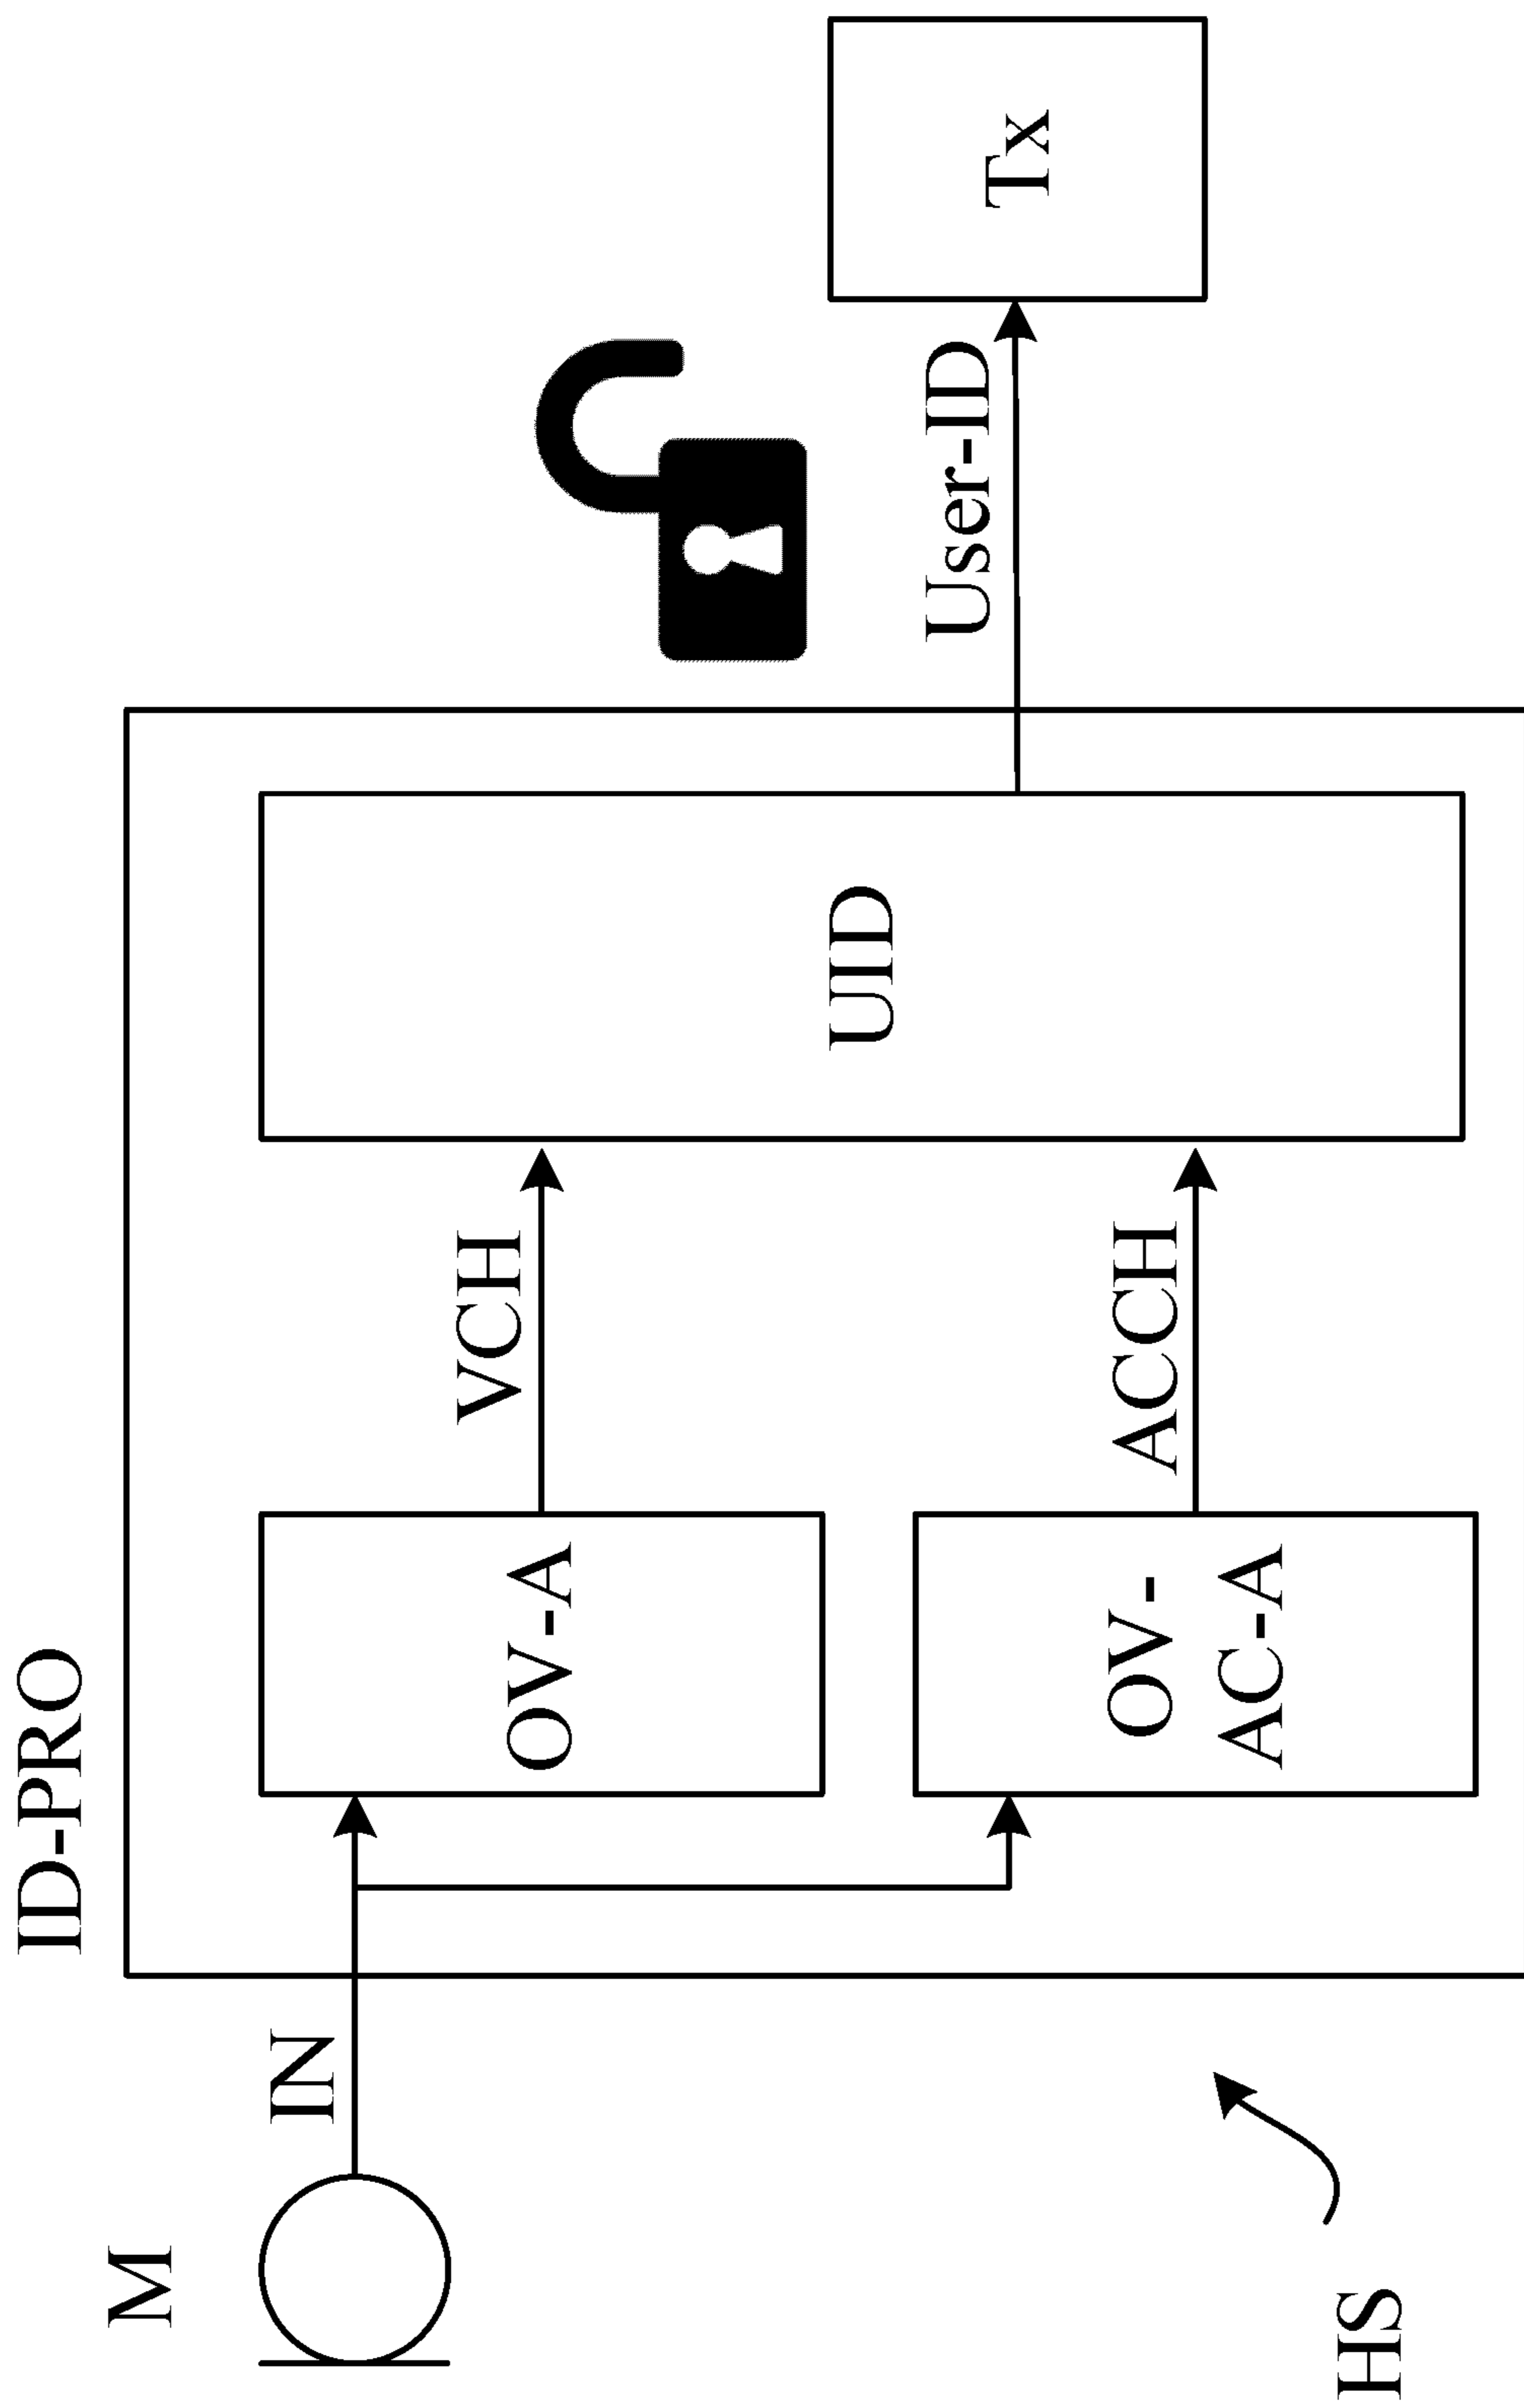 ID-PRO
M
IN
OV-A
VCH
OV-
AC-A
ACCH
UID
User-ID
Tx
HS